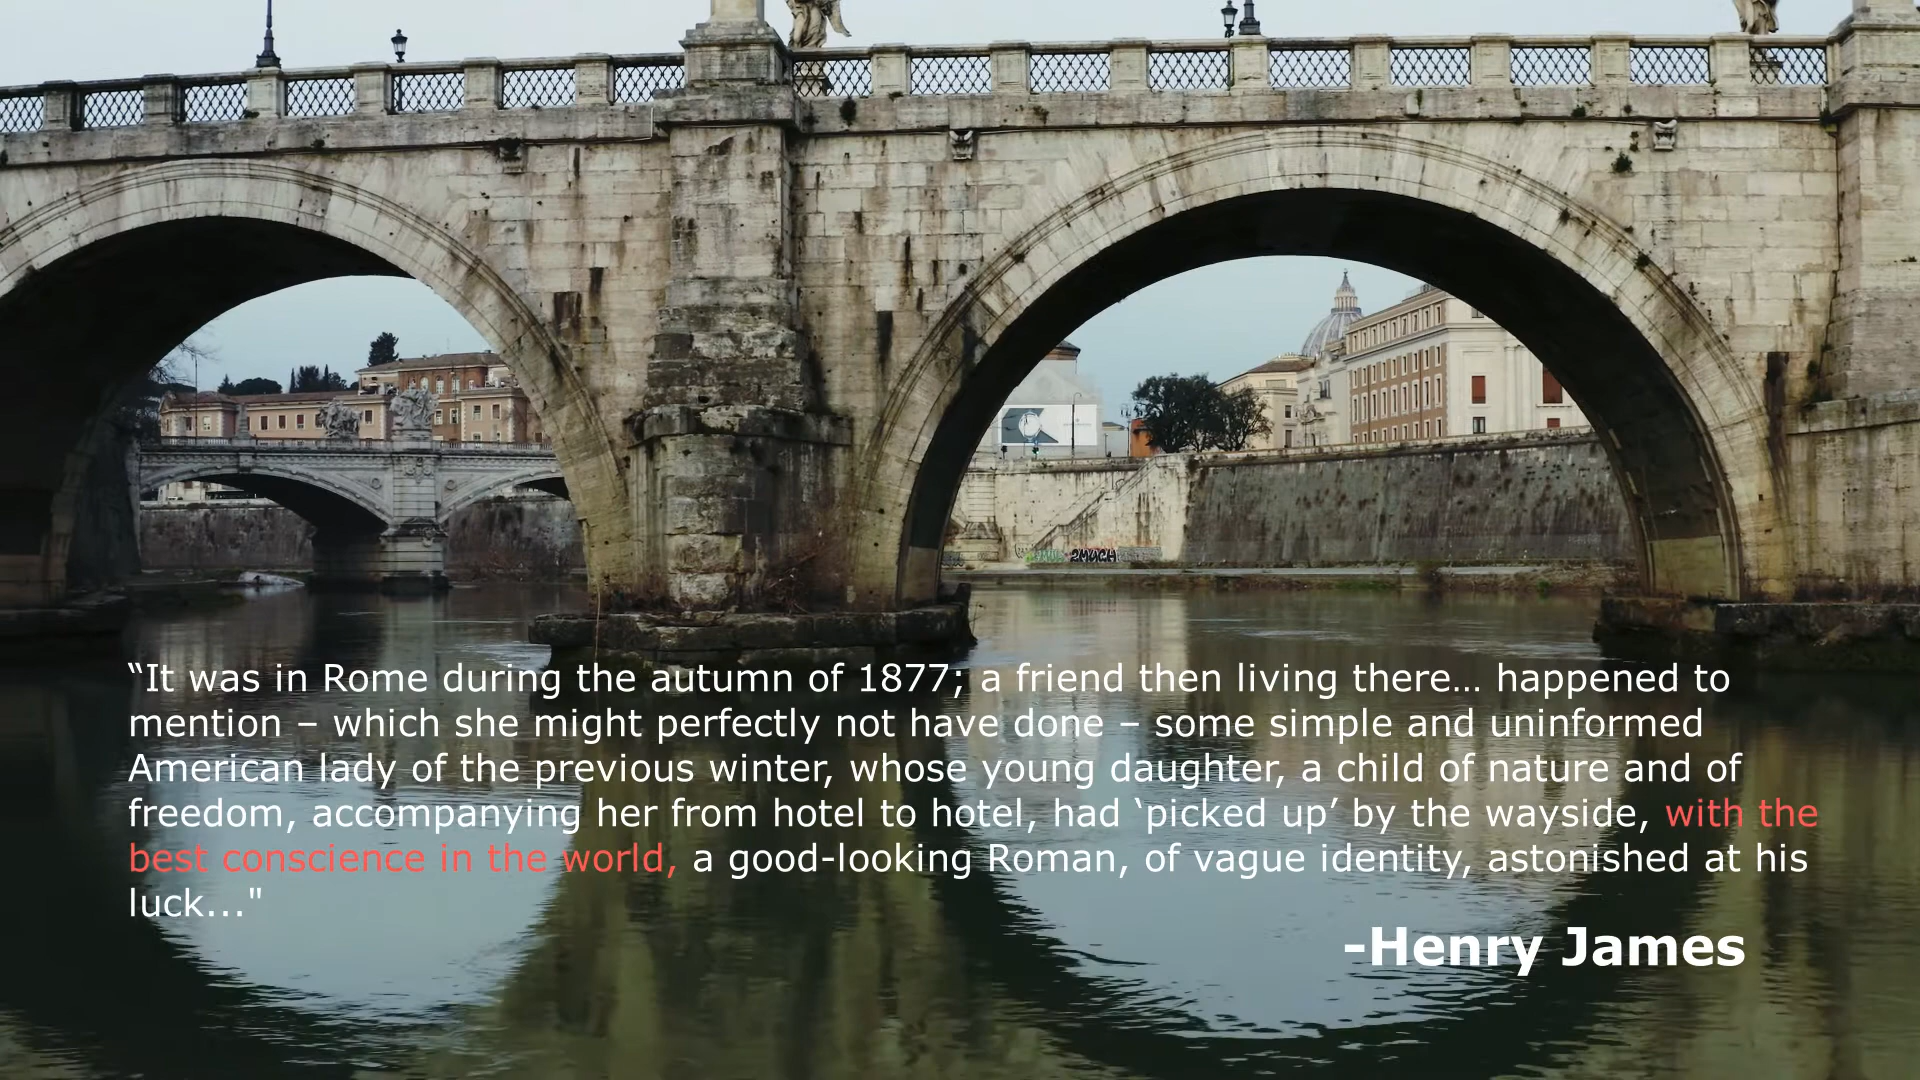 “It was in Rome during the autumn of 1877; a friend then living there… happened to
mention – which she might perfectly not have done – some simple and uninformed
American lady of the previous winter, whose young daughter, a child of nature and of
freedom, accompanying her from hotel to hotel, had ‘picked up’ by the wayside, with the
best conscience in the world, a good-looking Roman, of vague identity, astonished at his
luck..."
-Henry James